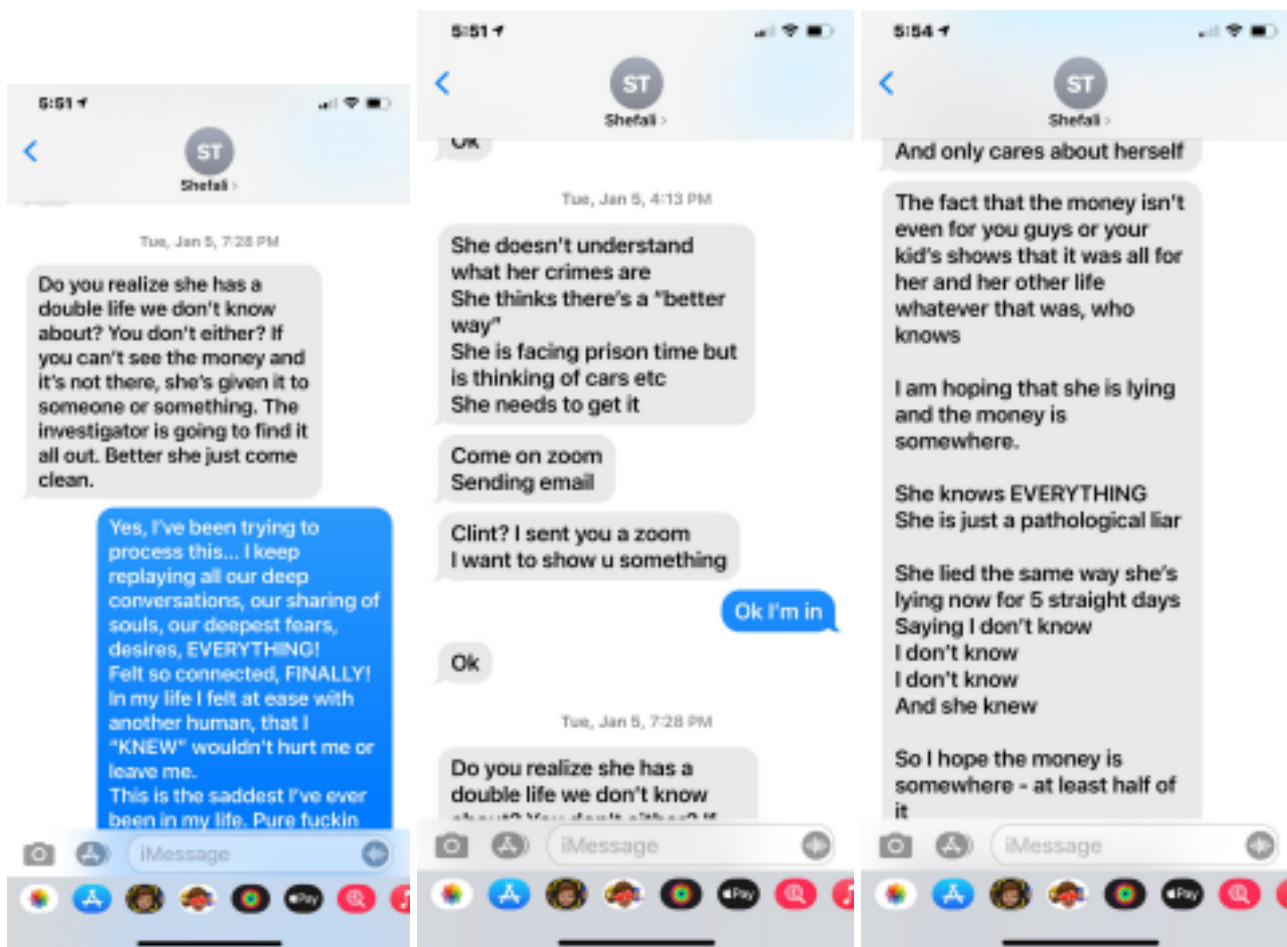 5:51
ST
Shefali >
Tue, Jan 5, 7:28 PM
Do you realize she has a
double life we don't know
about? You don't either? If
you can't see the money and
it's not there, she's given it to
someone or something. The
investigator is going to find it
all out. Better she just come
clean.
Yes, I've been trying to
process this... I keep
replaying all our deep
conversations, our sharing of
souls, our deepest fears,
desires, EVERYTHING!
Felt so connected, FINALLY!
In my life I felt at ease with
another human, that I
"KNEW" wouldn't hurt me or
leave me.
This is the saddest I've ever
been in my life. Pure fuckin
iMessage
Pay
5:51
ST
Shefali >
Ok
Tue, Jan 5, 4:13 PM
She doesn't understand
what her crimes are
She thinks there's a "better
way"
She is facing prison time but
is thinking of cars etc
She needs to get it
Come on zoom
Sending email
Clint? I sent you a zoom
I want to show u something
Ok I'm in
Ok
Tue, Jan 5, 7:28 PM
Do you realize she has a
double life we don't know
about? You don't either? If
iMessage
Pay
5:54
ST
Shefali >
And only cares about herself
The fact that the money isn't
even for you guys or your
kid's shows that it was all for
her and her other life
whatever that was, who
knows
I am hoping that she is lying
and the money is
somewhere.
She knows EVERYTHING
She is just a pathological liar
She lied the same way she's
lying now for 5 straight days
Saying I don't know
I don't know
I don't know
And she knew
So I hope the money is
somewhere - at least half of
it
iMessage
Pay